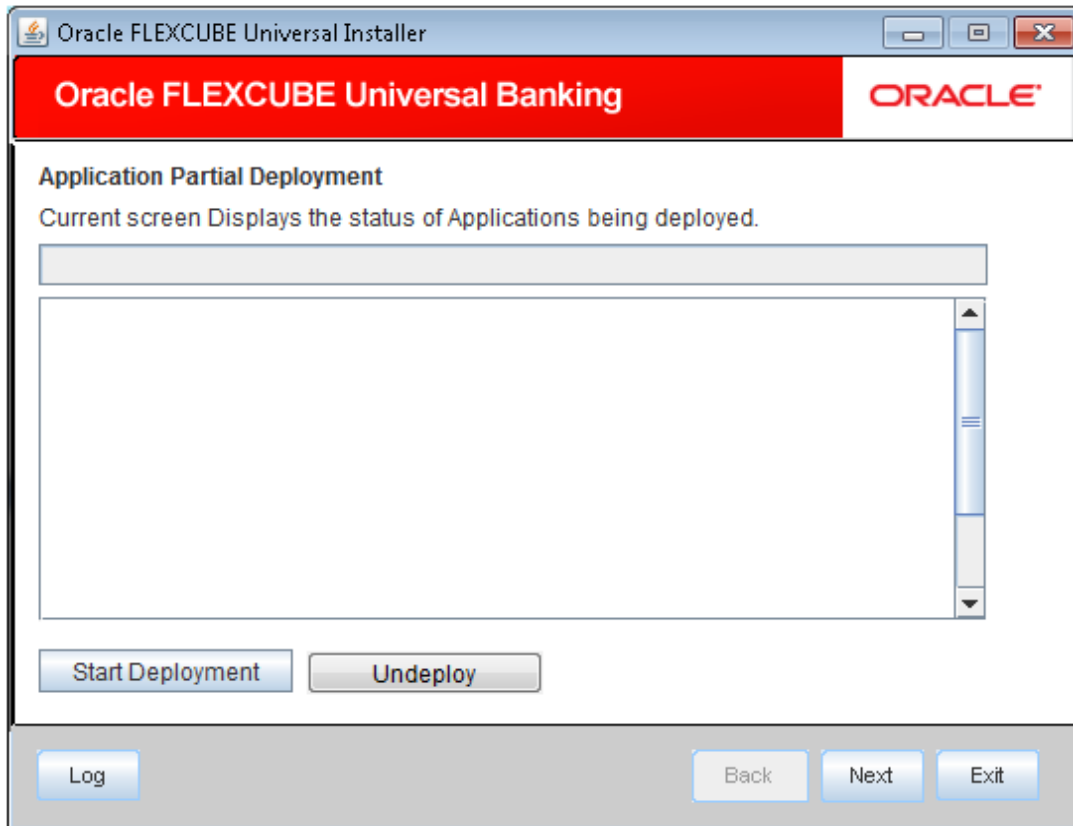 Oracle FLEXCUBE Universal Installer
Oracle FLEXCUBE Universal Banking
ORACLE
Application Partial Deployment
Current screen Displays the status of Applications being deployed.
Start Deployment
Undeploy
Log
Back
Next
Exit